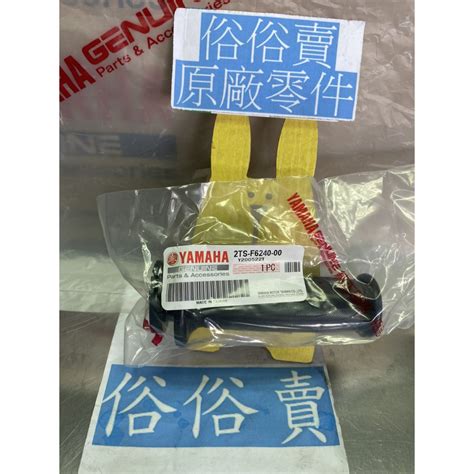 俗俗賣
原廠零件
YAMAHA
GENUINE
Parts & Accessories
YAMAHA
GENUINE
Parts & Accessories
2TS-F6240-00
1PC
俗俗賣